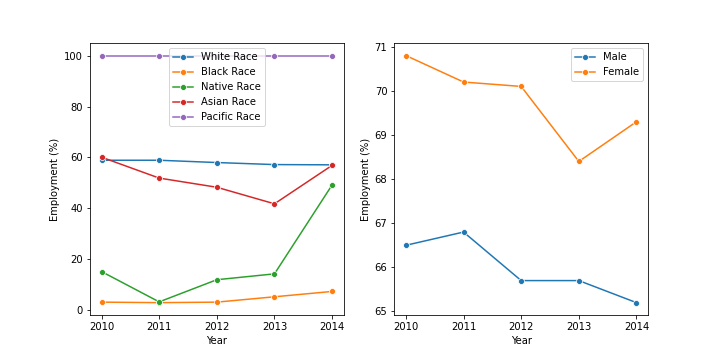 Employment (%)
100
80
60
40
20
0
White Race
Black Race
Native Race
Asian Race
Pacific Race
2010 2011 2012 2013 2014
Year
Employment (%)
71
70
69
68
67
66
65
Male
Female
2010 2011 2012 2013 2014
Year